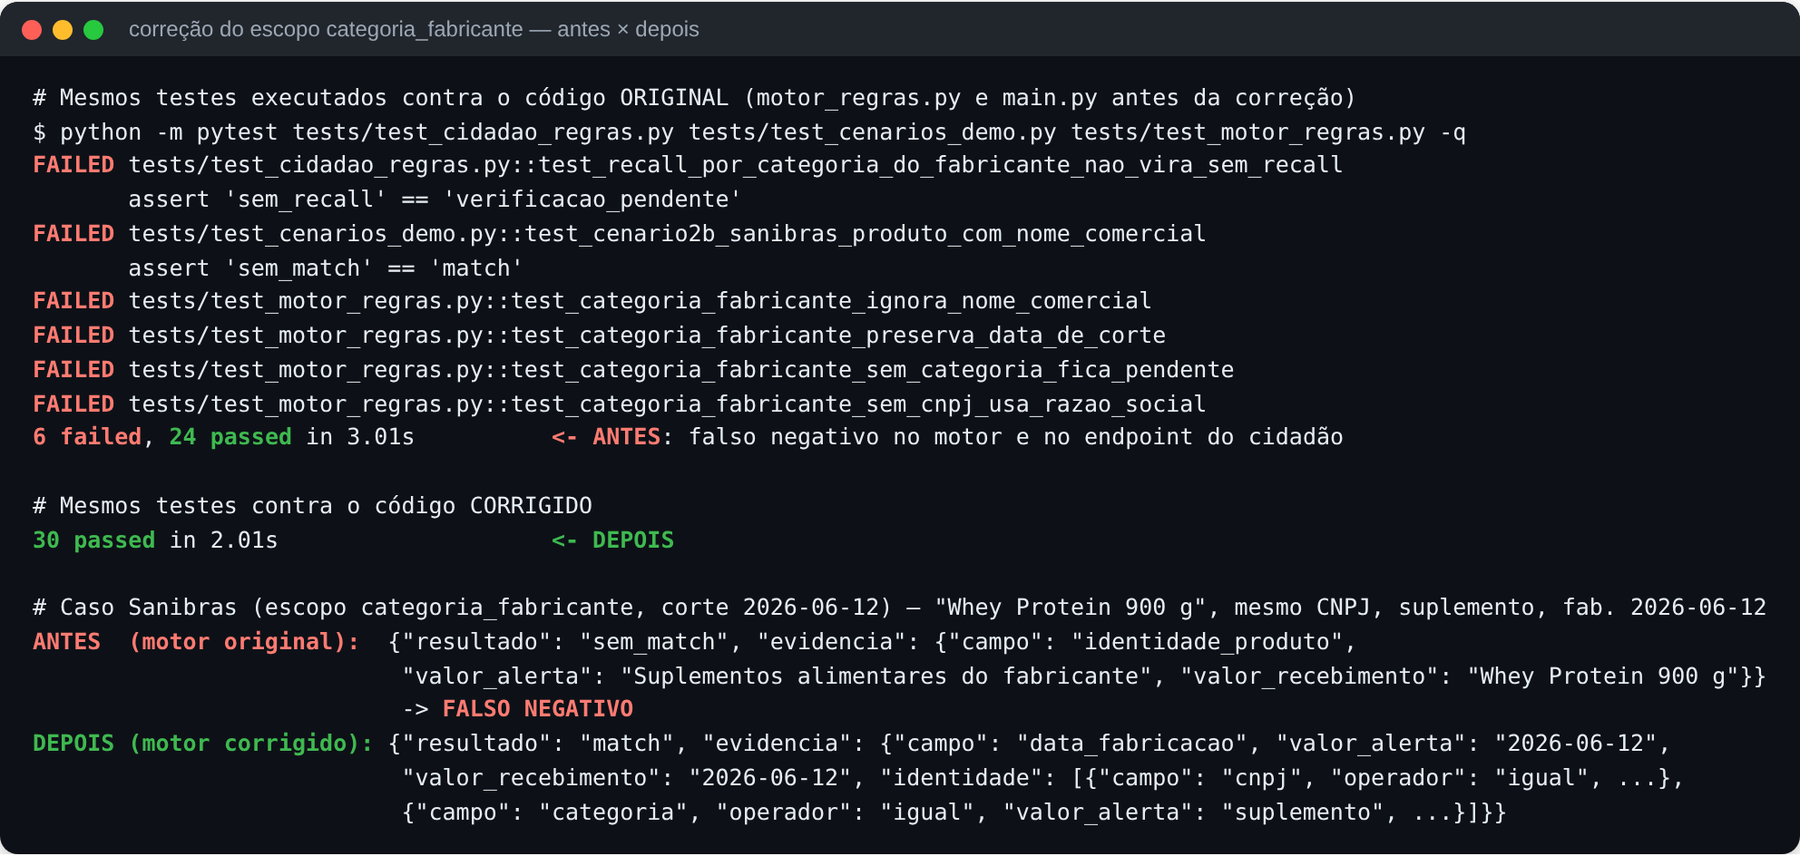 correção do escopo categoria_fabricante — antes × depois
# Mesmos testes executados contra o código ORIGINAL (motor_regras.py e main.py antes da correção)
$ python -m pytest tests/test_cidadao_regras.py tests/test_cenarios_demo.py tests/test_motor_regras.py -q
FAILED tests/test_cidadao_regras.py::test_recall_por_categoria_do_fabricante_nao_vira_sem_recall
assert 'sem_recall' == 'verificacao_pendente'
FAILED tests/test_cenarios_demo.py::test_cenario2b_sanibras_produto_com_nome_comercial
assert 'sem_match' == 'match'
FAILED tests/test_motor_regras.py::test_categoria_fabricante_ignora_nome_comercial
FAILED tests/test_motor_regras.py::test_categoria_fabricante_preserva_data_de_corte
FAILED tests/test_motor_regras.py::test_categoria_fabricante_sem_categoria_fica_pendente
FAILED tests/test_motor_regras.py::test_categoria_fabricante_sem_cnpj_usa_razao_social
6 failed, 24 passed in 3.01s <- ANTES: falso negativo no motor e no endpoint do cidadão
# Mesmos testes contra o código CORRIGIDO
30 passed in 2.01s <- DEPOIS
# Caso Sanibras (escopo categoria_fabricante, corte 2026-06-12) — "Whey Protein 900 g", mesmo CNPJ, suplemento, fab. 2026-06-12
ANTES (motor original): {"resultado": "sem_match", "evidencia": {"campo": "identidade_produto",
"valor_alerta": "Suplementos alimentares do fabricante", "valor_recebimento": "Whey Protein 900 g"}}
-> FALSO NEGATIVO
DEPOIS (motor corrigido): {"resultado": "match", "evidencia": {"campo": "data_fabricacao", "valor_alerta": "2026-06-12",
"valor_recebimento": "2026-06-12", "identidade": [{"campo": "cnpj", "operador": "igual", ...},
{"campo": "categoria", "operador": "igual", "valor_alerta": "suplemento", ...}]}}